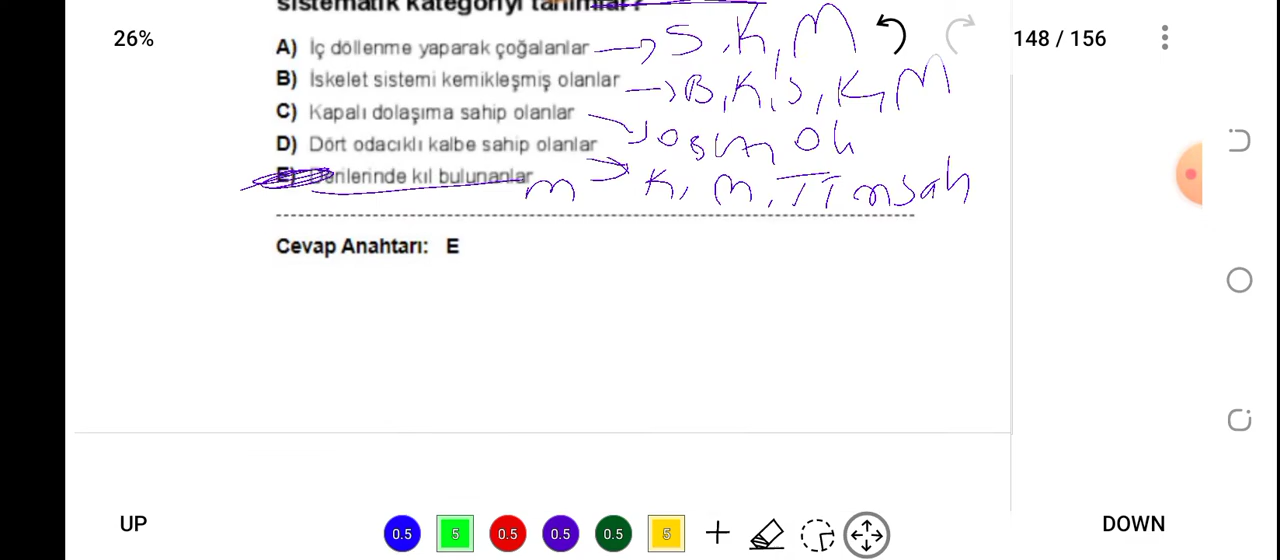 sistematik kategoriyi tanımlar?
26%
148 / 156
A) İç döllenme yaparak çoğalanlar S, K, M
B) İskelet sistemi kemikleşmiş olanlar B, K, S, K, M
C) Kapalı dolaşıma sahip olanlar
D) Dört odacıklı kalbe sahip olanlar K, M, Timsah
E) Derilerinde kıl bulunanlar m
Cevap Anahtarı: E
UP
0.5 5 0.5 0.5 0.5 5
DOWN